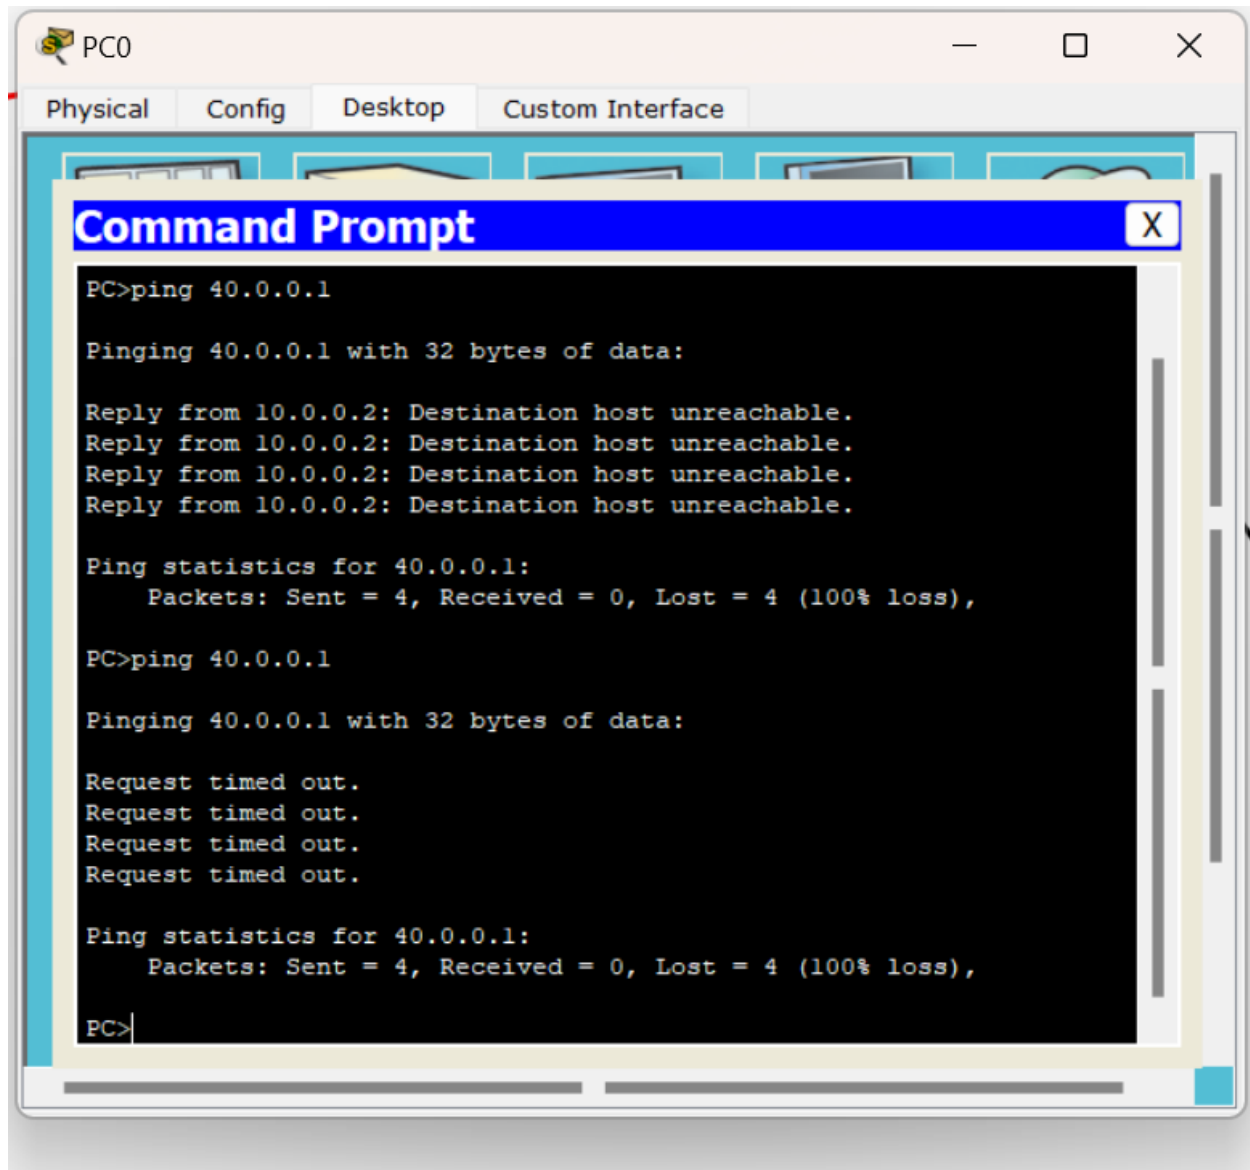 PC0
Physical Config Desktop Custom Interface
Command Prompt X
PC>ping 40.0.0.1
Pinging 40.0.0.1 with 32 bytes of data:
Reply from 10.0.0.2: Destination host unreachable.
Reply from 10.0.0.2: Destination host unreachable.
Reply from 10.0.0.2: Destination host unreachable.
Reply from 10.0.0.2: Destination host unreachable.
Ping statistics for 40.0.0.1:
Packets: Sent = 4, Received = 0, Lost = 4 (100% loss),
PC>ping 40.0.0.1
Pinging 40.0.0.1 with 32 bytes of data:
Request timed out.
Request timed out.
Request timed out.
Request timed out.
Ping statistics for 40.0.0.1:
Packets: Sent = 4, Received = 0, Lost = 4 (100% loss),
PC>